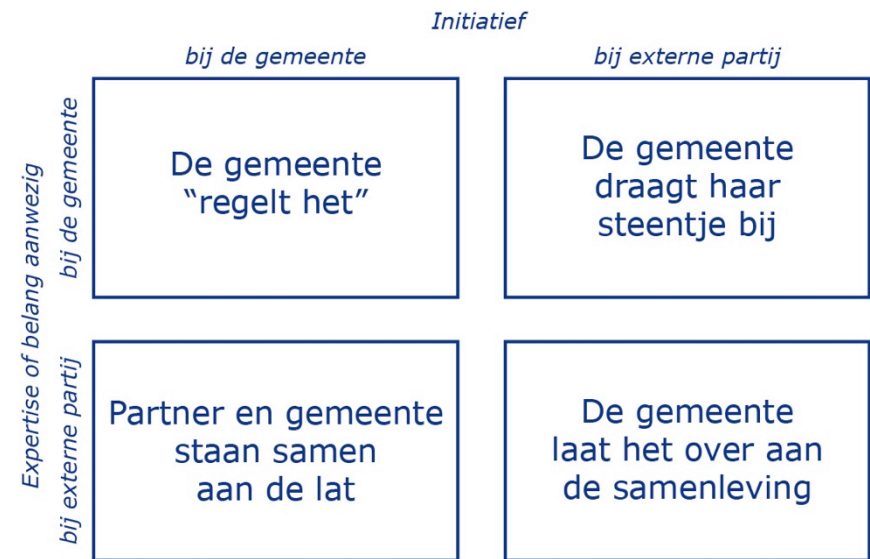 Initiatief
bij de gemeente
bij externe partij
Expertise of belang aanwezig
bij de gemeente
De gemeente
“regelt het”
De gemeente
draagt haar
steentje bij
bij externe partij
Partner en gemeente
staan samen
aan de lat
De gemeente
laat het over aan
de samenleving